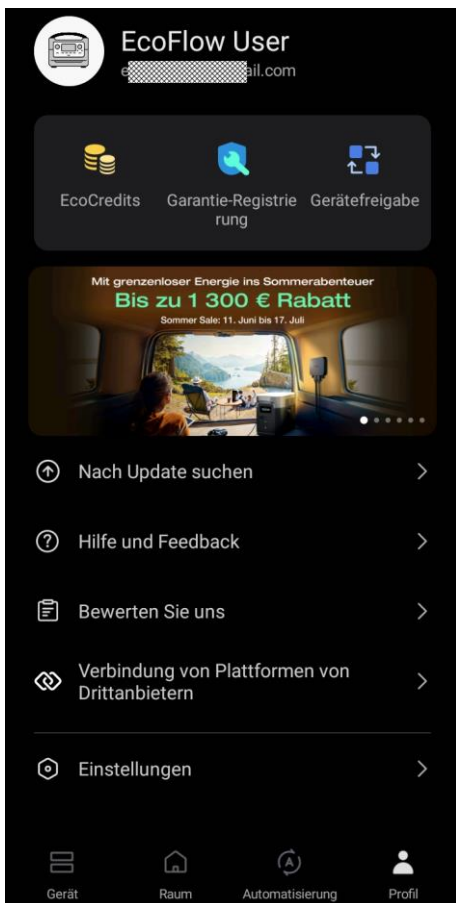 EcoFlow User
e ail.com
EcoCredits
Garantie-Registrie
rung
Gerätefreigabe
Mit grenzenloser Energie ins Sommerabenteuer
Bis zu 1 300 € Rabatt
Sommer Sale: 11. Juni bis 17. Juli
Nach Update suchen
Hilfe und Feedback
Bewerten Sie uns
Verbindung von Plattformen von
Drittanbietern
Einstellungen
Gerät
Raum
Automatisierung
Profil